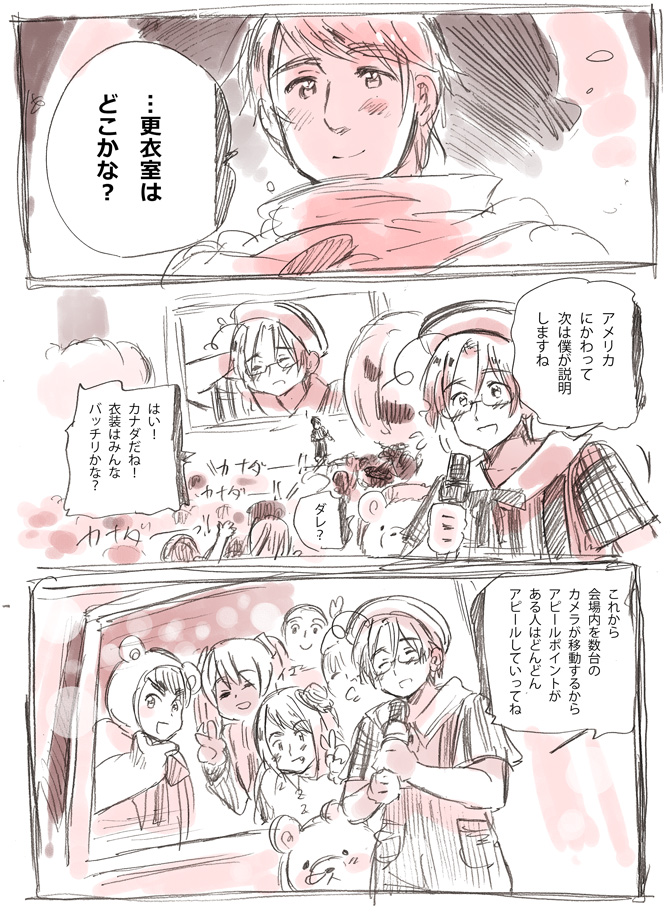 …更衣室は
どこかな？
アメリカ
にかわって
次は僕が説明
しますね
はい！
カナダだね！
衣装はみんな
バッチリかな？
カナダー
カナダー
カナダー
ダレ？
これから
会場内を数台の
カメラが移動するから
アピールポイントが
ある人はどんどん
アピールしていってね